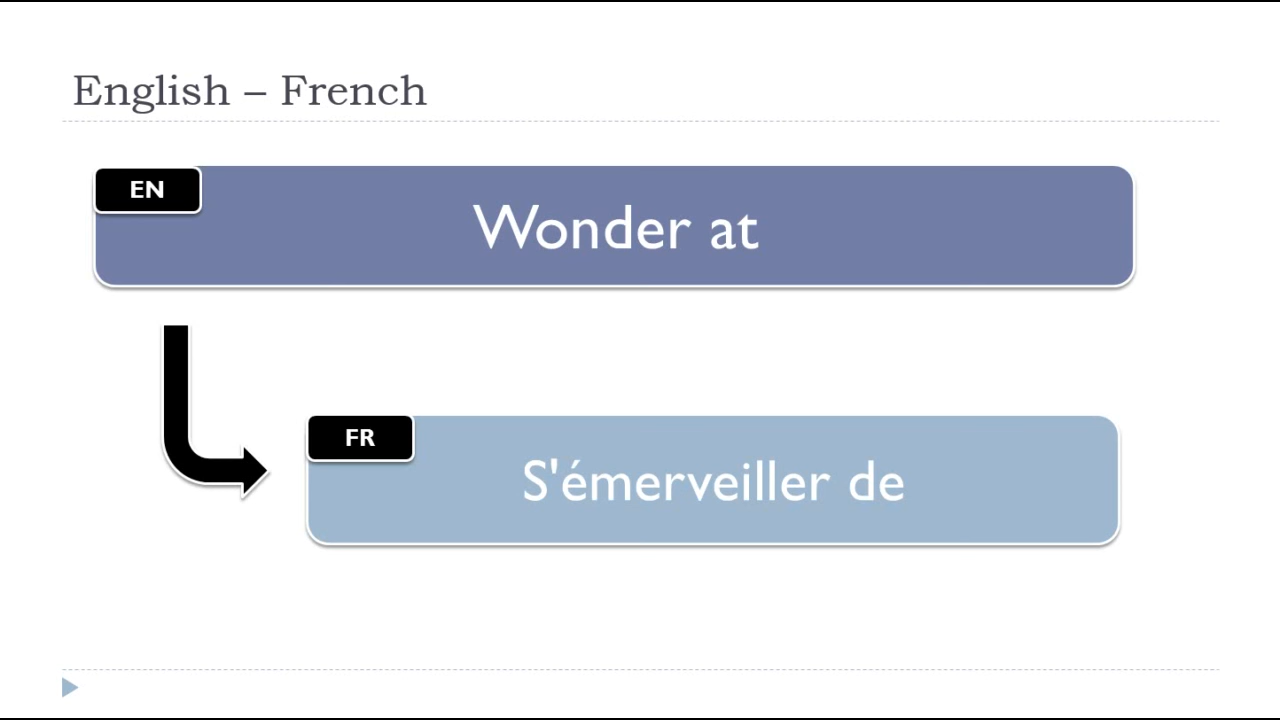 English – French
EN
Wonder at
FR
S'émerveiller de